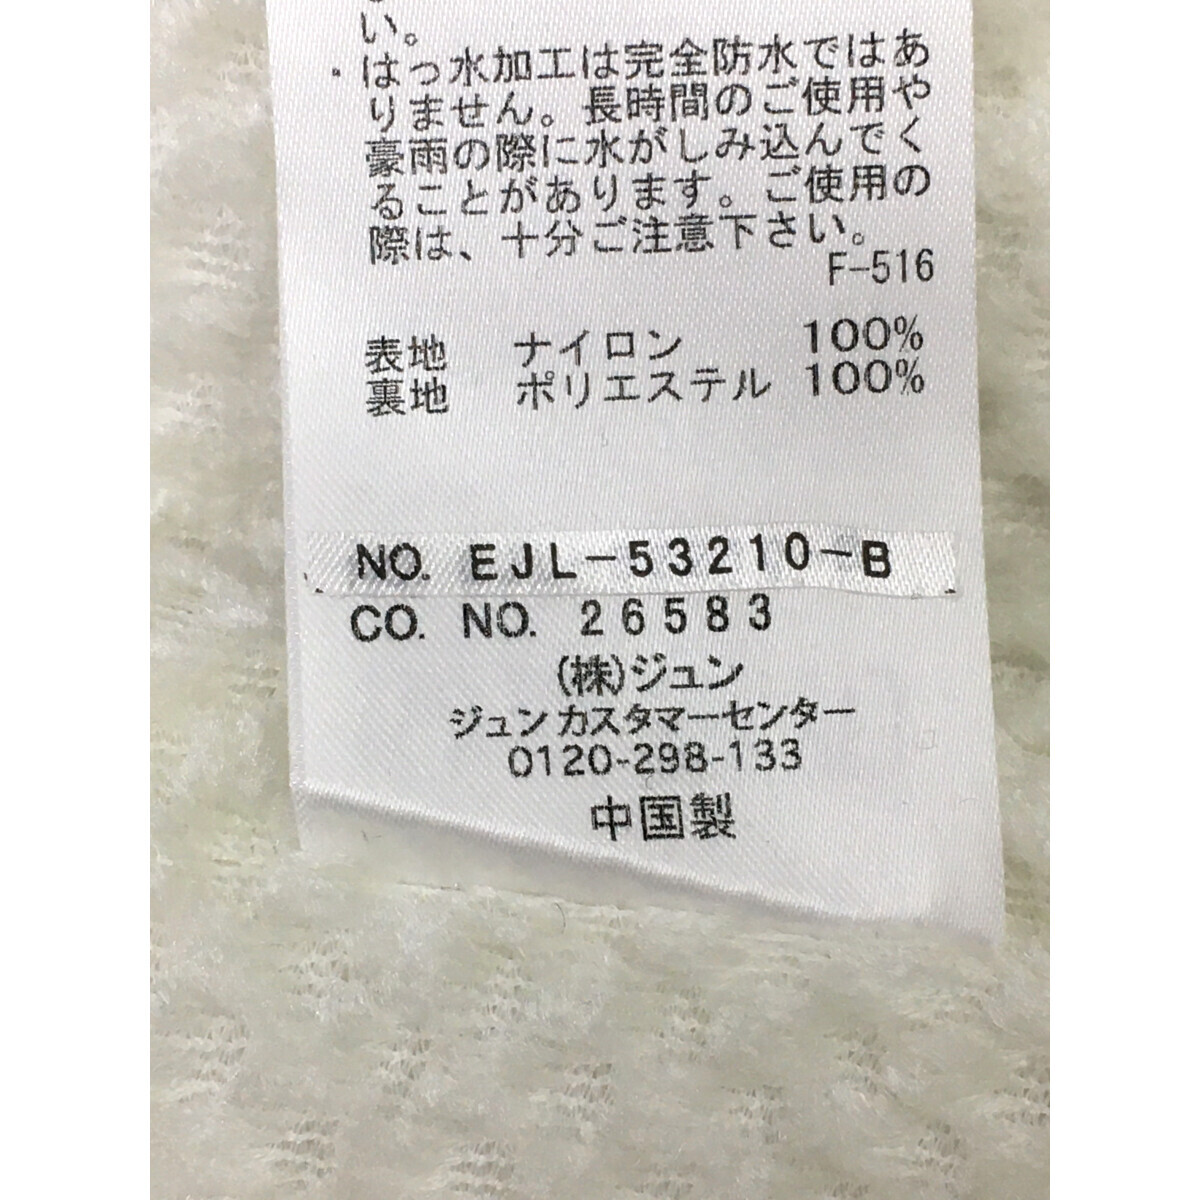 い。
・はっ水加工は完全防水ではあ
りません。長時間のご使用や
豪雨の際に水がしみ込んでく
ることがあります。ご使用の
際は、十分ご注意下さい。
F-516
表地 ナイロン 100%
裏地 ポリエステル 100%
NO. EJL-53210-B
CO. NO. 26583
(株)ジュン
ジュンカスタマーセンター
0120-298-133
中国製